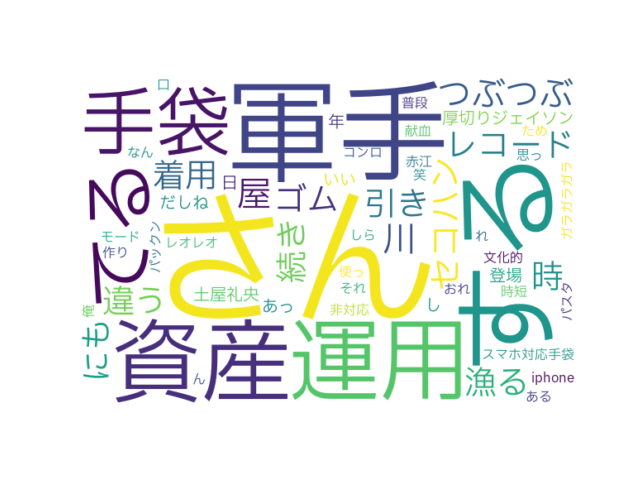 口
手袋
軍手
普段
つぶつぶ
年
献血
厚切りジェイソン
なん
コンロ
レコード
ため
着用
赤江
思っ
てる
日
屋
ゴム
いい
引き
笑
セコハン
ガラガラガラ
だしね
る
モード
レオレオ
続き
しら
川
れ
作り
パックン
さん
文化的
使っ
それ
おれ
登場
時
違う
土屋礼央
あっ
時短
パスタ
俺
非対応
し
す
にも
資産
運用
スマホ対応手袋
ん
漁る
iphone
ある